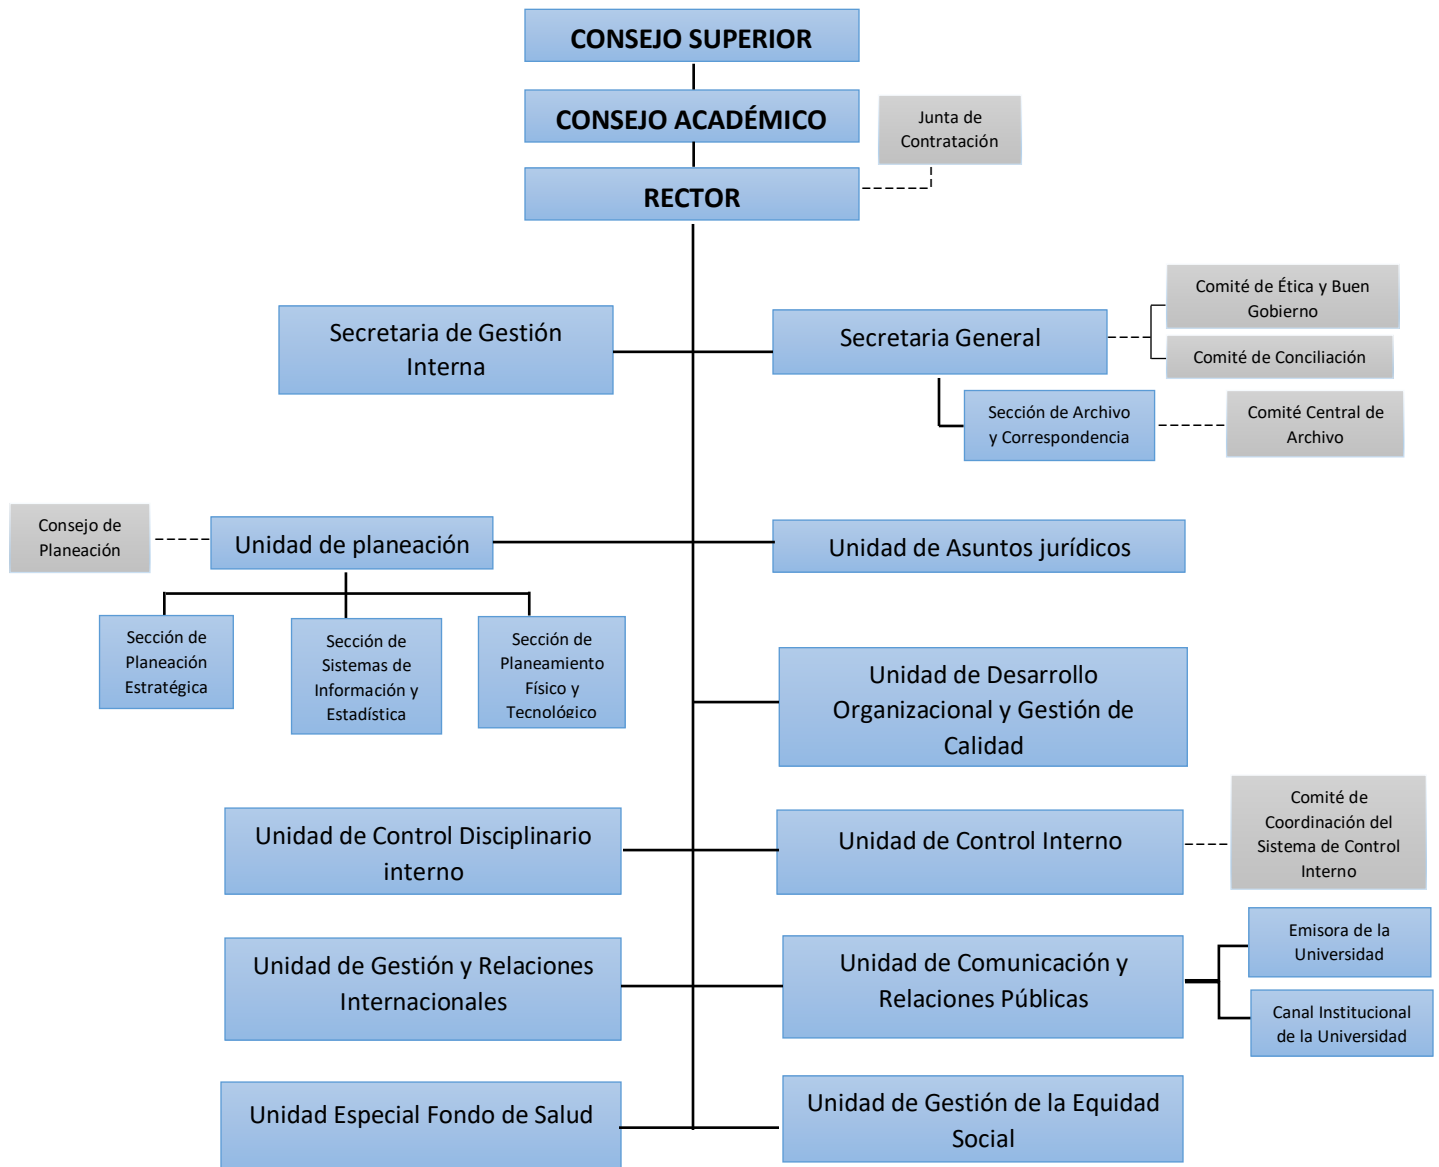 CONSEJO SUPERIOR
CONSEJO ACADÉMICO
Junta de
Contratación
RECTOR
Comité de Ética y Buen
Gobierno
Secretaria de Gestión
Interna
Secretaria General
Comité de Conciliación
Sección de Archivo
y Correspondencia
Comité Central de
Archivo
Consejo de
Planeación
Unidad de planeación
Unidad de Asuntos jurídicos
Sección de
Planeación
Estratégica
Sección de
Sistemas de
Información y
Estadística
Sección de
Planeamiento
Físico y
Tecnológico
Unidad de Desarrollo
Organizacional y Gestión de
Calidad
Unidad de Control Disciplinario
interno
Unidad de Control Interno
Comité de
Coordinación del
Sistema de Control
Interno
Unidad de Gestión y Relaciones
Internacionales
Unidad de Comunicación y
Relaciones Públicas
Emisora de la
Universidad
Canal Institucional
de la Universidad
Unidad Especial Fondo de Salud
Unidad de Gestión de la Equidad
Social